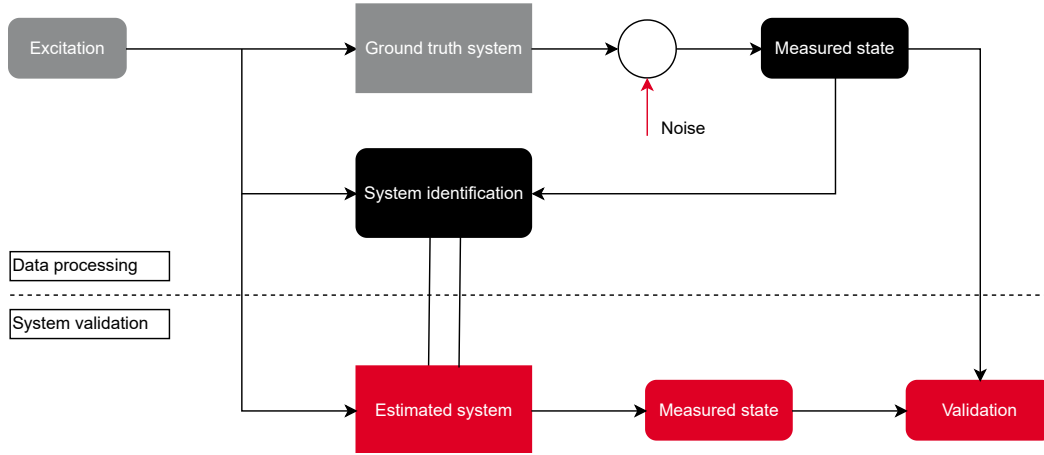 Excitation
Ground truth system
Measured state
Noise
System identification
Data processing
System validation
Estimated system
Measured state
Validation